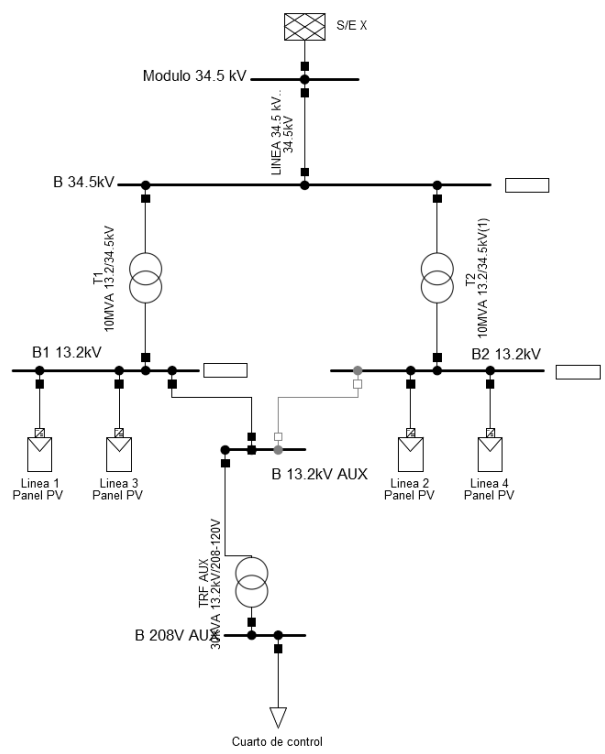 S/E X
Modulo 34.5 kV
LINEA 34.5 kV..
34.5kV
B 34.5kV
T1
10MVA 13.2/34.5kV
T2
10MVA 13.2/34.5kV(1)
B1 13.2kV
B2 13.2kV
Linea 1
Panel PV
Linea 3
Panel PV
B 13.2kV AUX
Linea 2
Panel PV
Linea 4
Panel PV
TRF AUX
30KVA 13.2kV/208-120V
B 208V AUX
Cuarto de control